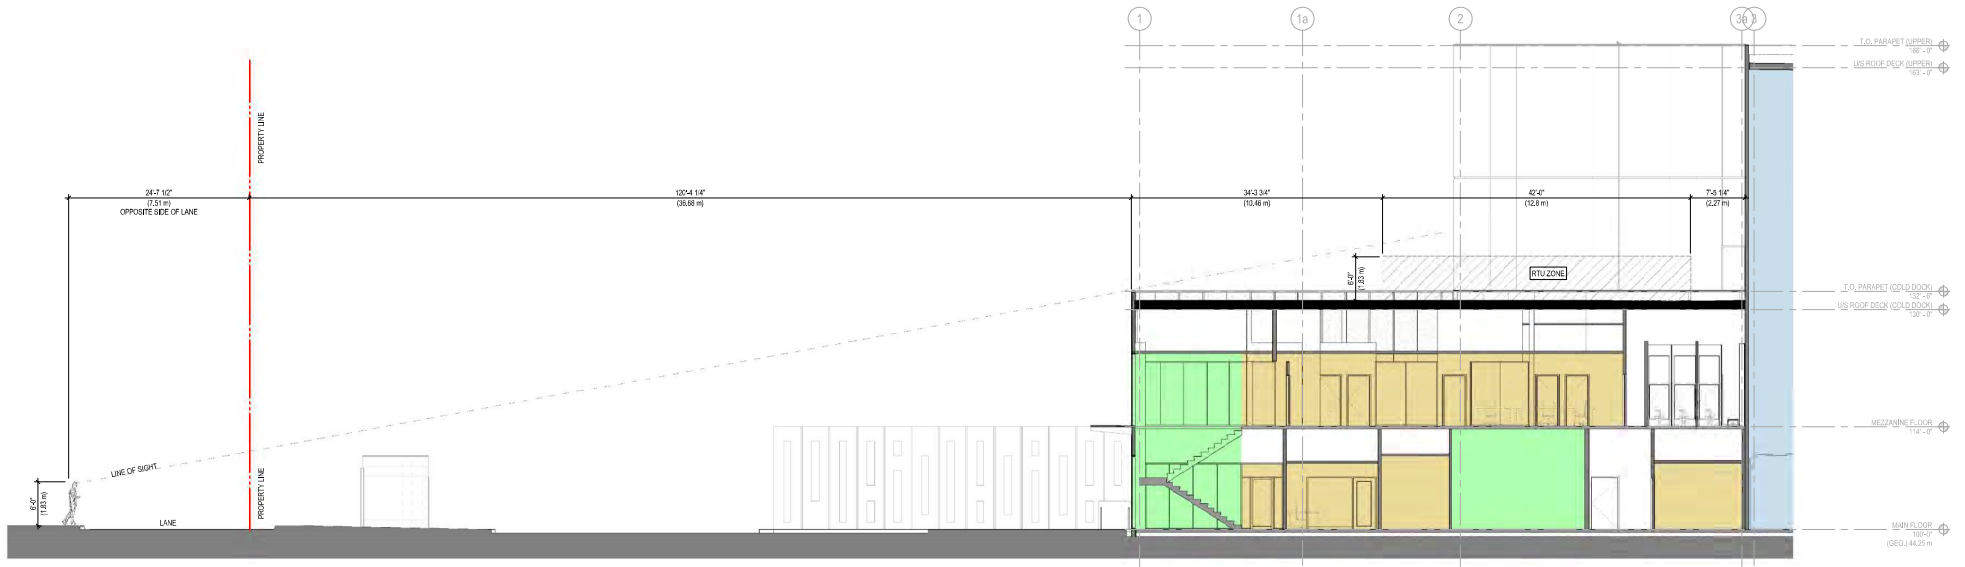 1
1a
2
3a
3
T.O. PARAPET (UPPER)
166' - 0"
U/S ROOF DECK (UPPER)
163' - 0"
PROPERTY LINE
24'-7 1/2"
(7.51 m)
OPPOSITE SIDE OF LANE
120'-4 1/4"
(36.68 m)
34'-3 3/4"
(10.46 m)
42'-0"
(12.8 m)
7'-5 1/4"
(2.27 m)
6'-0"
(1.83 m)
RTU ZONE
T.O. PARAPET (COLD DOCK)
132' - 6"
U/S ROOF DECK (COLD DOCK)
130' - 0"
MEZZANINE FLOOR
114' - 0"
LINE OF SIGHT
PROPERTY LINE
6'-0"
(1.83 m)
LANE
MAIN FLOOR
100'-0"
(GEO.) 44.25 m